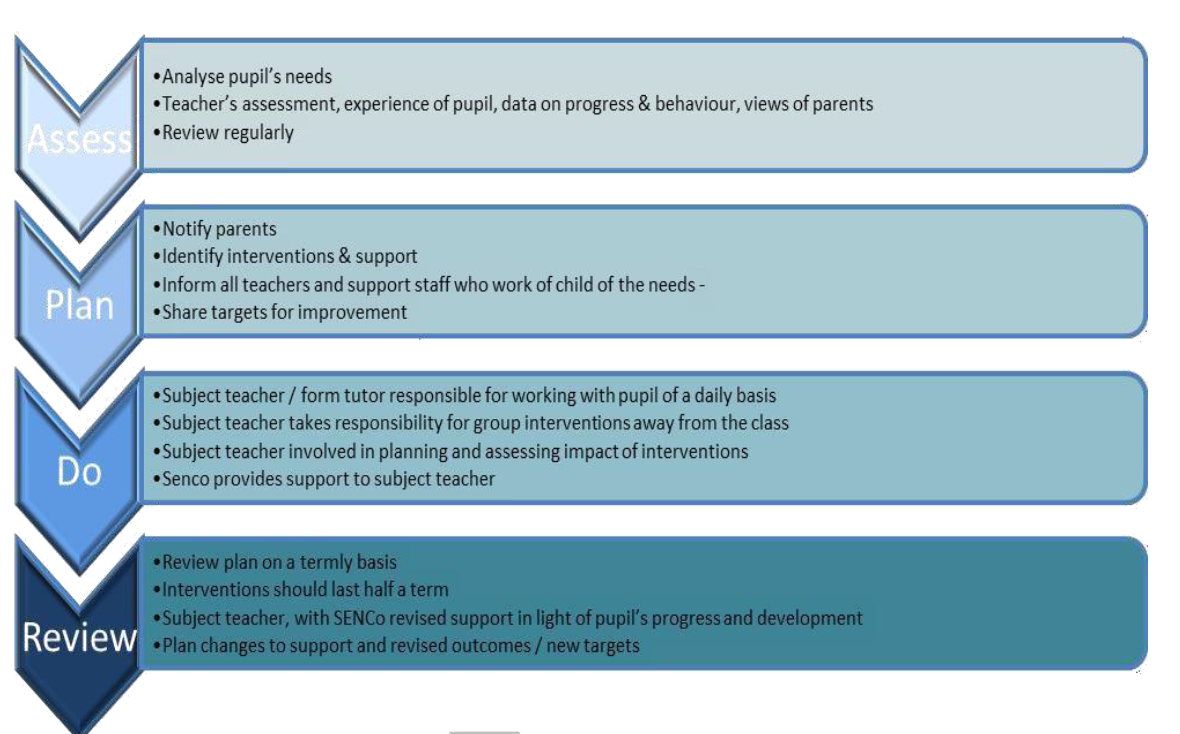 Assess
•Analyse pupil's needs
•Teacher's assessment, experience of pupil, data on progress & behaviour, views of parents
•Review regularly
Plan
•Notify parents
•Identify interventions & support
•Inform all teachers and support staff who work of child of the needs -
•Share targets for improvement
Do
•Subject teacher / form tutor responsible for working with pupil of a daily basis
•Subject teacher takes responsibility for group interventions away from the class
•Subject teacher involved in planning and assessing impact of interventions
•Senco provides support to subject teacher
Review
•Review plan on a termly basis
•Interventions should last half a term
•Subject teacher, with SENCo revised support in light of pupil's progress and development
•Plan changes to support and revised outcomes / new targets